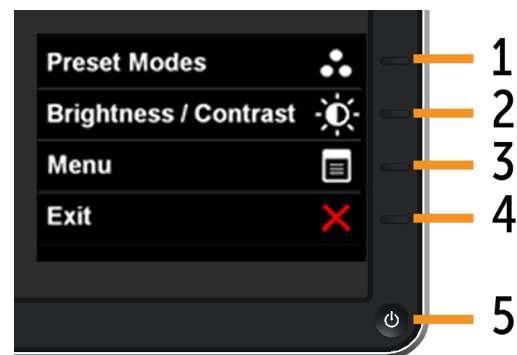 Preset Modes 1
Brightness / Contrast 2
Menu 3
Exit 4
5